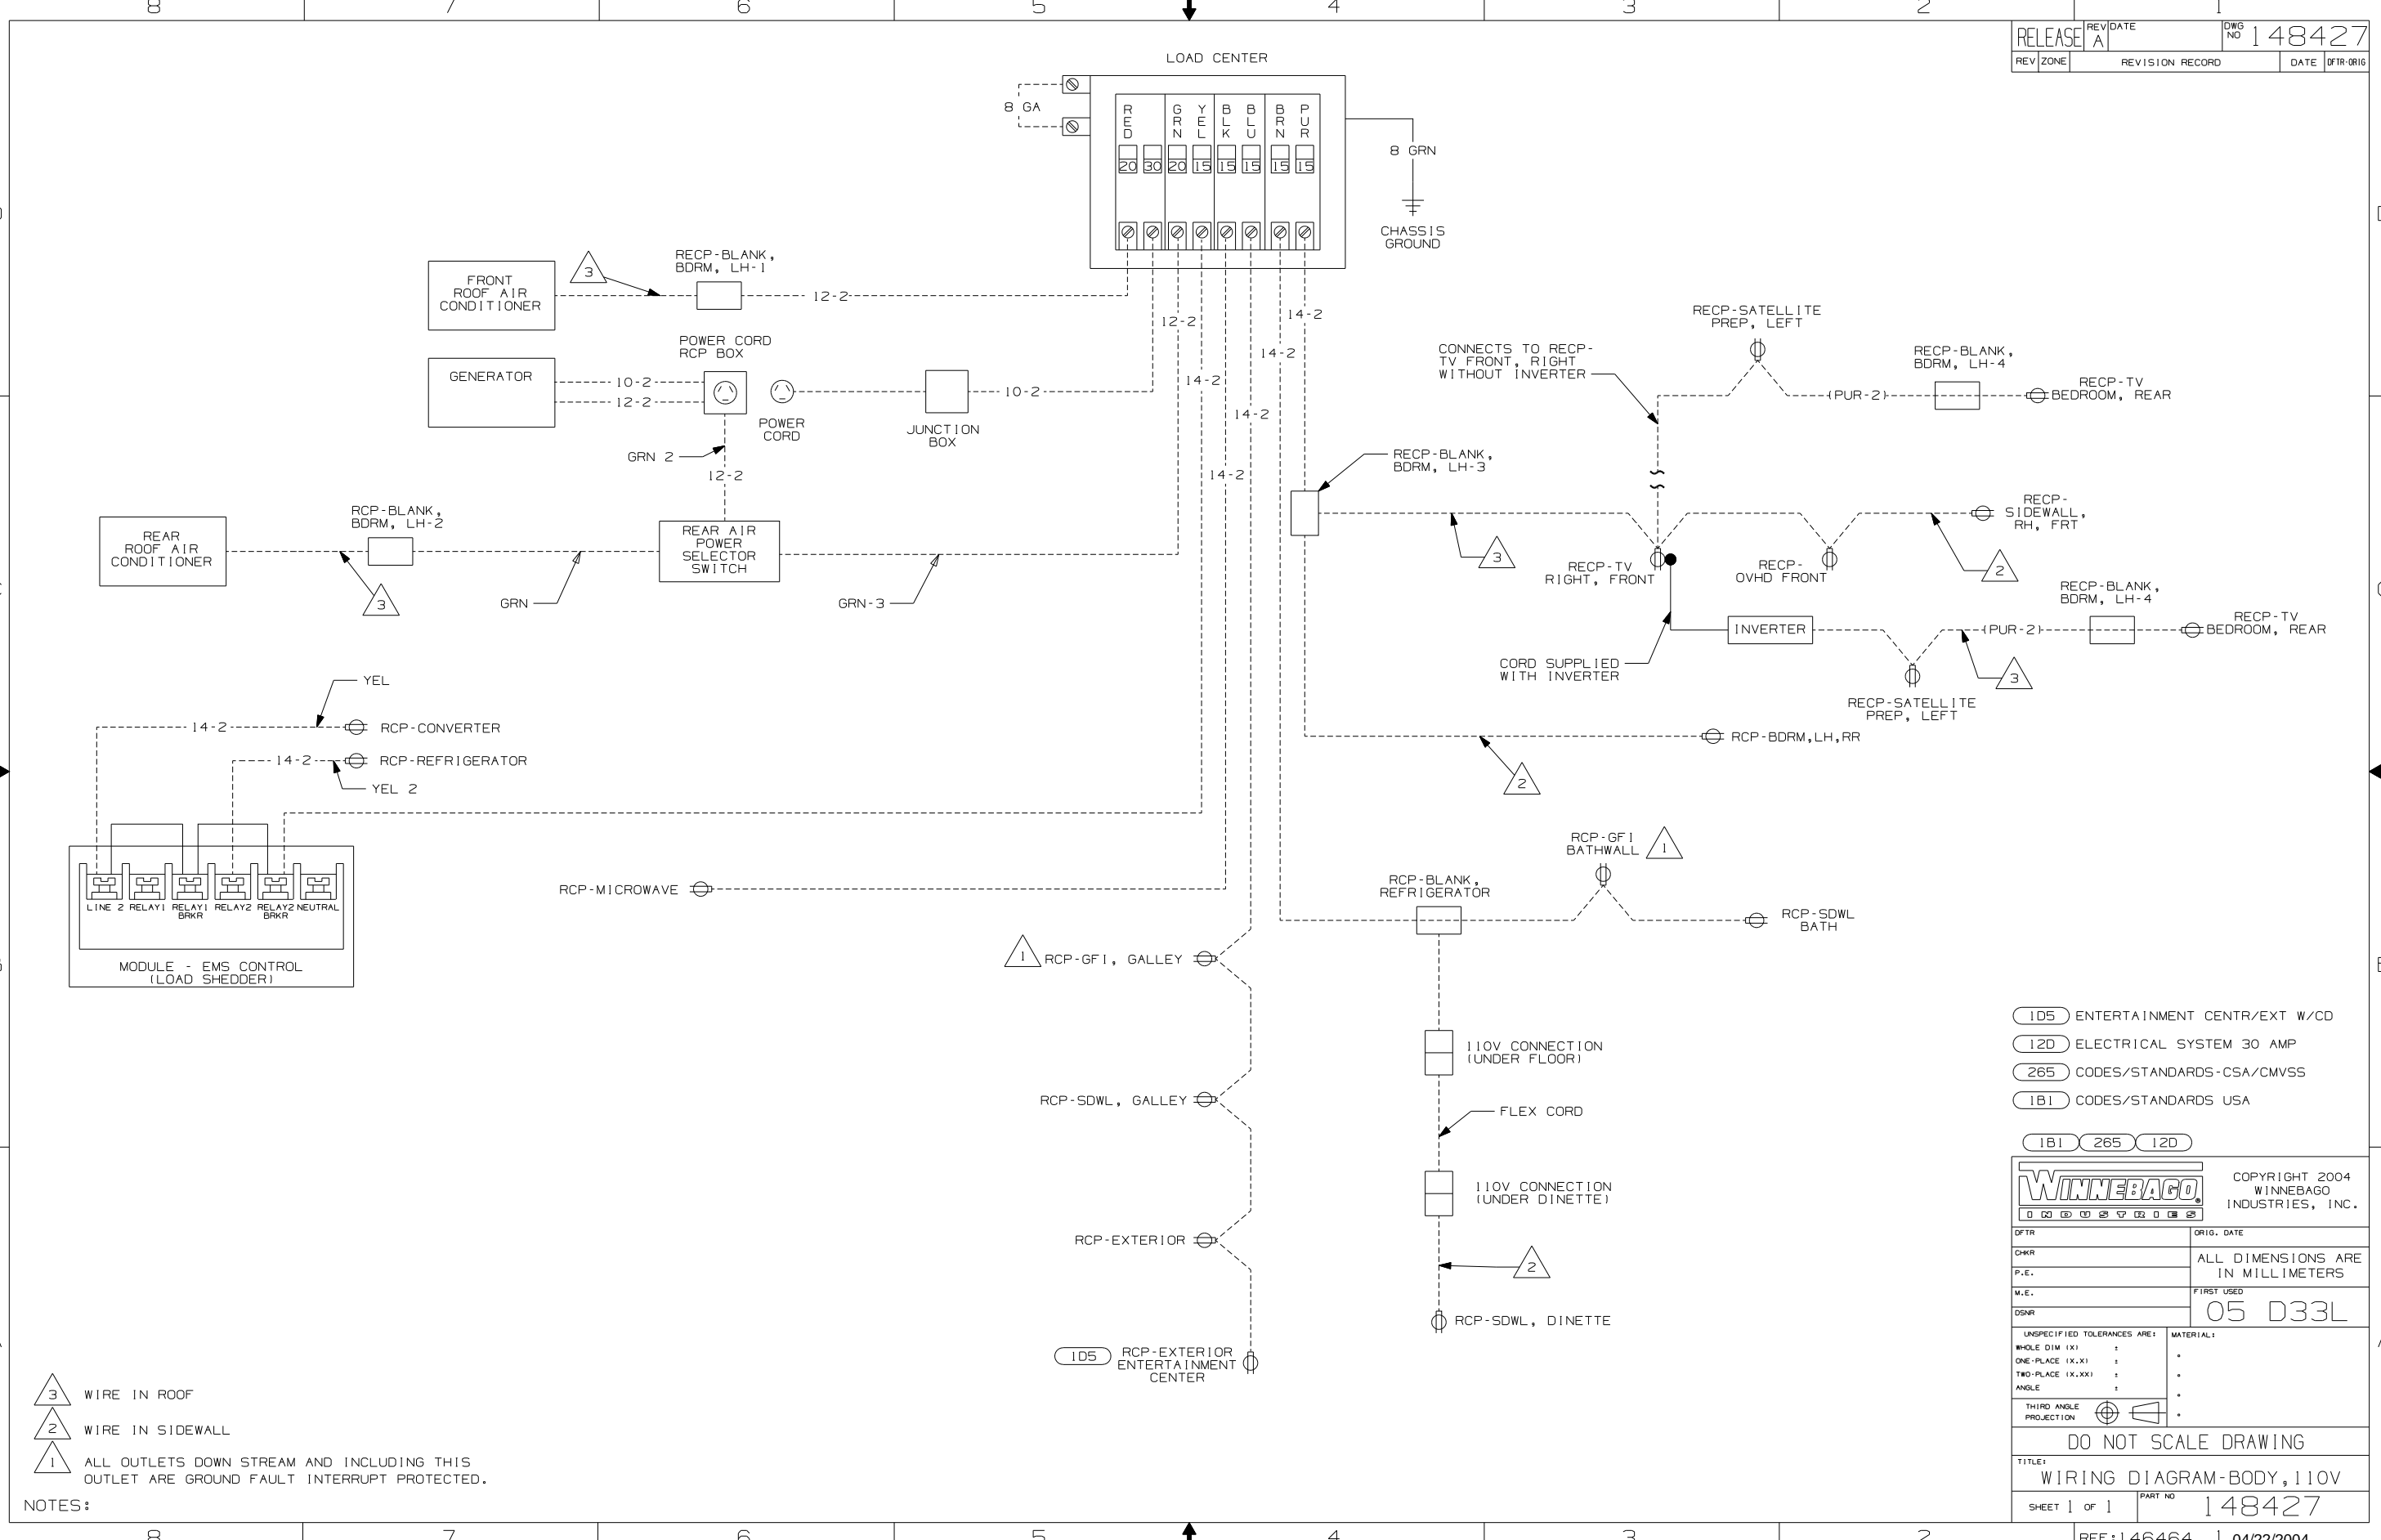 8 7 6 5 4 3 2 1
RELEASE
REV
A
DATE
DWG
NO
148427
REV ZONE REVISION RECORD DATE DFTR-ORIG
LOAD CENTER
8 GA
RED GRN YEL BLK BLU BRN PUR
20 30 20 15 15 15 15 15
8 GRN
CHASSIS
GROUND
D
FRONT
ROOF AIR
CONDITIONER
3
RECP-BLANK,
BDRM, LH-1
12-2
GENERATOR
10-2
12-2
POWER CORD
RCP BOX
POWER
CORD
JUNCTION
BOX
10-2
GRN 2
12-2
12-2
14-2
14-2
14-2
14-2
14-2
REAR
ROOF AIR
CONDITIONER
RCP-BLANK,
BDRM, LH-2
3
GRN
REAR AIR
POWER
SELECTOR
SWITCH
GRN-3
CONNECTS TO RECP-
TV FRONT, RIGHT
WITHOUT INVERTER
RECP-SATELLITE
PREP, LEFT
(PUR-2)
RECP-BLANK,
BDRM, LH-4
RECP-TV
BEDROOM, REAR
RECP-BLANK,
BDRM, LH-3
3
RECP-TV
RIGHT, FRONT
RECP-
OVHD FRONT
RECP-
SIDEWALL,
RH, FRT
2
C
CORD SUPPLIED
WITH INVERTER
INVERTER
(PUR-2)
RECP-BLANK,
BDRM, LH-4
RECP-TV
BEDROOM, REAR
3
RECP-SATELLITE
PREP, LEFT
RCP-BDRM,LH,RR
2
YEL
14-2
RCP-CONVERTER
14-2
RCP-REFRIGERATOR
YEL 2
LINE 2 RELAY1 RELAY1 BRKR RELAY2 RELAY2 BRKR NEUTRAL
MODULE - EMS CONTROL
(LOAD SHEDDER)
RCP-MICROWAVE
RCP-GFI
BATHWALL
1
RCP-BLANK,
REFRIGERATOR
RCP-SDWL
BATH
B
1
RCP-GFI, GALLEY
RCP-SDWL, GALLEY
RCP-EXTERIOR
1D5
RCP-EXTERIOR
ENTERTAINMENT
CENTER
110V CONNECTION
(UNDER FLOOR)
FLEX CORD
110V CONNECTION
(UNDER DINETTE)
2
RCP-SDWL, DINETTE
1D5 ENTERTAINMENT CENTR/EXT W/CD
12D ELECTRICAL SYSTEM 30 AMP
265 CODES/STANDARDS-CSA/CMVSS
1B1 CODES/STANDARDS USA
1B1 265 12D
WINNEBAGO
INDUSTRIES
COPYRIGHT 2004
WINNEBAGO
INDUSTRIES, INC.
DFTR
ORIG. DATE
CHKR
ALL DIMENSIONS ARE
IN MILLIMETERS
P.E.
M.E.
FIRST USED
05 D33L
DSNR
UNSPECIFIED TOLERANCES ARE:
MATERIAL:
WHOLE DIM (X) ±
ONE-PLACE (X.X) ±
TWO-PLACE (X.XX) ±
ANGLE ±
THIRD ANGLE
PROJECTION
DO NOT SCALE DRAWING
TITLE:
WIRING DIAGRAM-BODY,110V
SHEET 1 OF 1
PART NO
148427
3 WIRE IN ROOF
2 WIRE IN SIDEWALL
1 ALL OUTLETS DOWN STREAM AND INCLUDING THIS
OUTLET ARE GROUND FAULT INTERRUPT PROTECTED.
NOTES:
8 7 6 5 4 3 2
REF:146464 1 04/22/2004